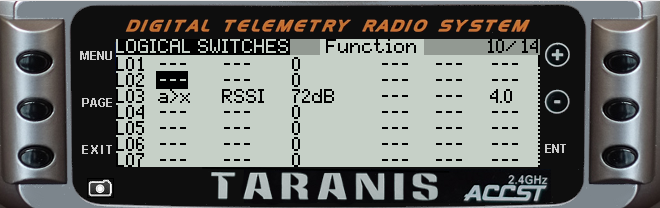 DIGITAL TELEMETRY RADIO SYSTEM
LOGICAL SWITCHES Function 10/14
MENU
L01 --- --- 0 --- --- ---
L02 --- --- 0 --- --- ---
L03 a>x RSSI 72dB --- --- 4.0
PAGE
L04 --- --- 0 --- --- ---
L05 --- --- 0 --- --- ---
L06 --- --- 0 --- --- ---
EXIT
ENT
L07 --- --- 0 --- --- ---
TARANIS
2.4GHz
ACCST